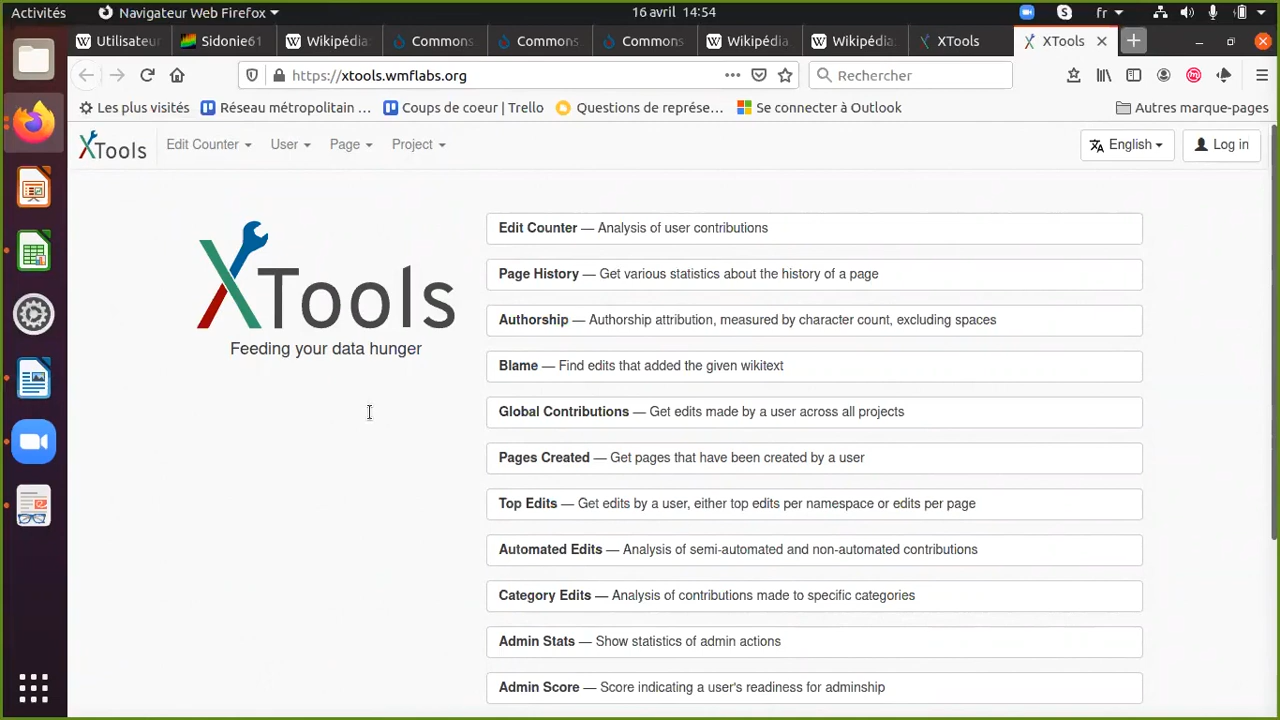 Activités
Navigateur Web Firefox
16 avril 14:54
fr
Utilisateu
Sidonie61
Wikipédia
Commons
Commons
Commons
Wikipédia
Wikipédia
XTools
XTools
https://xtools.wmflabs.org
Rechercher
Les plus visités
Réseau métropolitain ...
Coups de coeur | Trello
Questions de représe...
Se connecter à Outlook
Autres marque-pages
XTools
Edit Counter
User
Page
Project
English
Log in
XTools
Feeding your data hunger
Edit Counter — Analysis of user contributions
Page History — Get various statistics about the history of a page
Authorship — Authorship attribution, measured by character count, excluding spaces
Blame — Find edits that added the given wikitext
Global Contributions — Get edits made by a user across all projects
Pages Created — Get pages that have been created by a user
Top Edits — Get edits by a user, either top edits per namespace or edits per page
Automated Edits — Analysis of semi-automated and non-automated contributions
Category Edits — Analysis of contributions made to specific categories
Admin Stats — Show statistics of admin actions
Admin Score — Score indicating a user's readiness for adminship